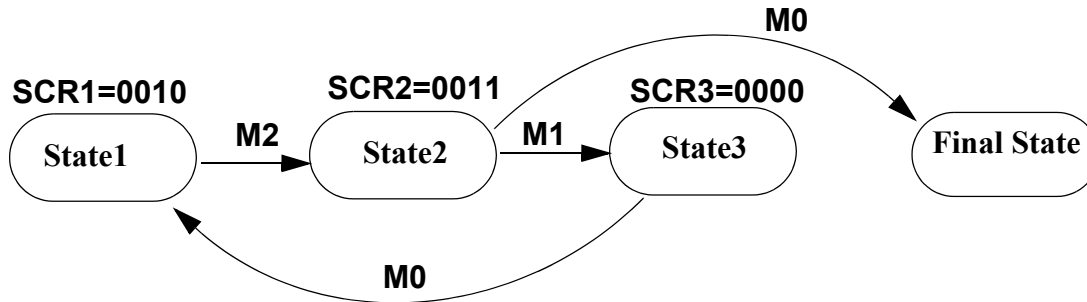 M0
SCR1=0010
SCR2=0011
SCR3=0000
State1
M2
State2
M1
State3
Final State
M0